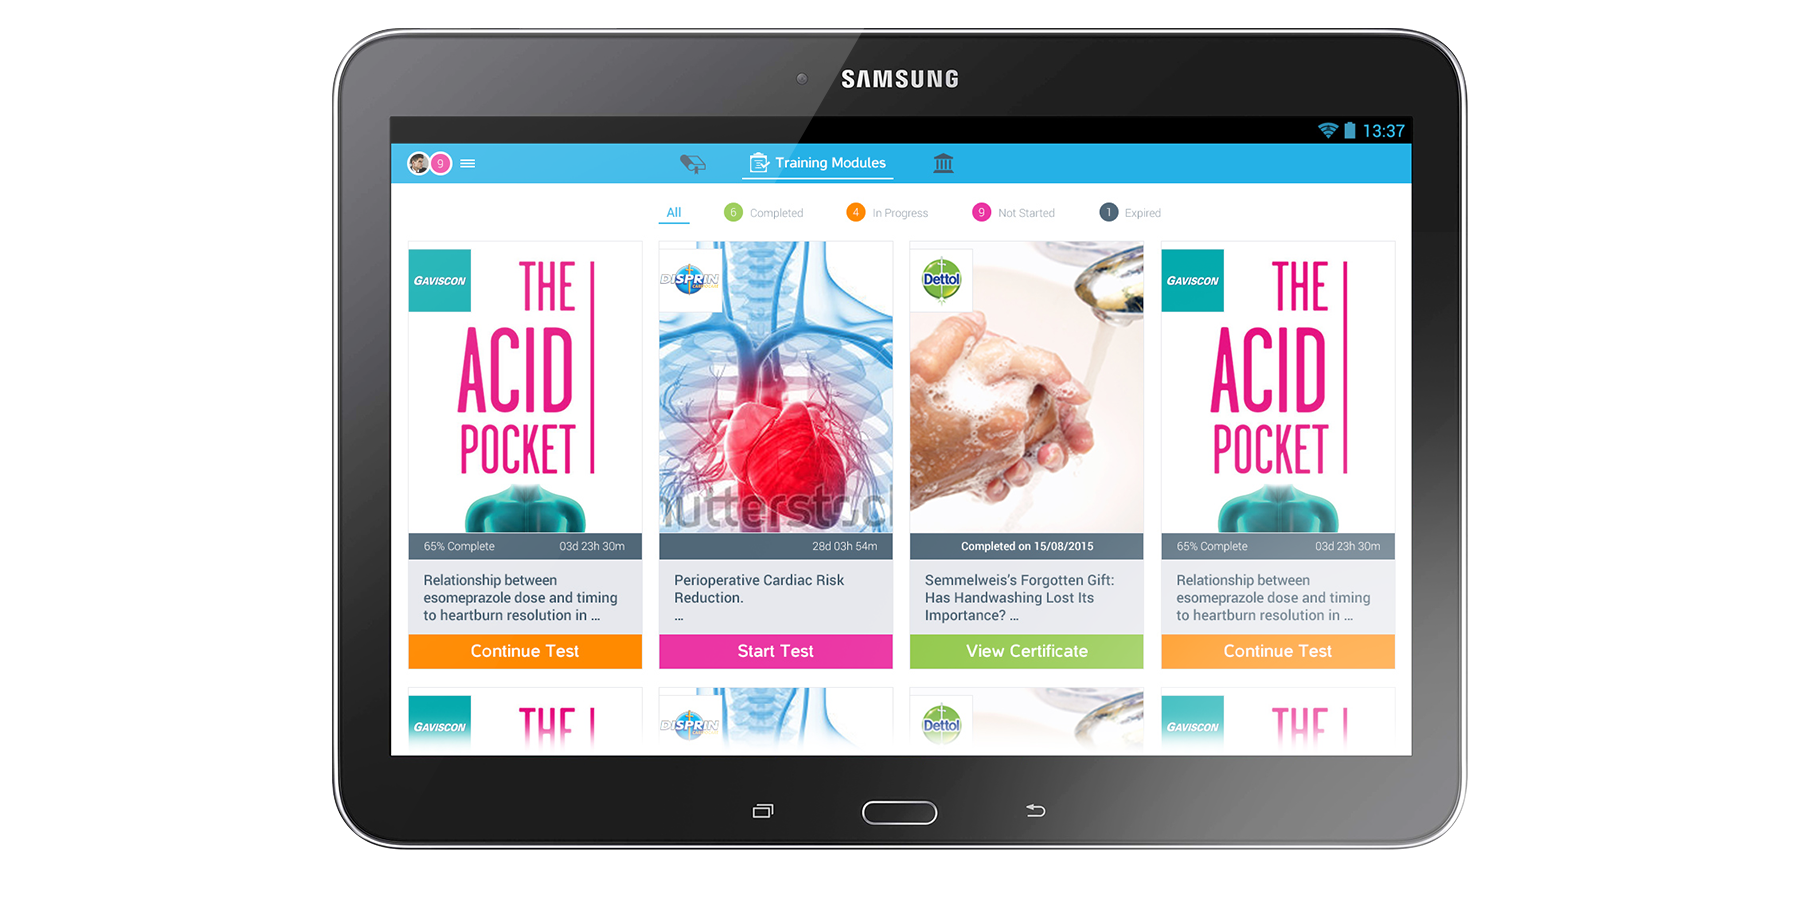 SAMSUNG
13:37
9
Training Modules
All
6 Completed
4 In Progress
9 Not Started
1 Expired
GAVISCON
THE
ACID
POCKET
65% Complete 03d 23h 30m
Relationship between
esomeprazole dose and timing
to heartburn resolution in ...
Continue Test
DISPRIN
shutterstock
28d 03h 54m
Perioperative Cardiac Risk
Reduction.
...
Start Test
Dettol
Completed on 15/08/2015
Semmelweis's Forgotten Gift:
Has Handwashing Lost Its
Importance? ...
View Certificate
GAVISCON
THE
ACID
POCKET
65% Complete 03d 23h 30m
Relationship between
esomeprazole dose and timing
to heartburn resolution in ...
Continue Test
GAVISCON
THE
DISPRIN
Dettol
GAVISCON
THE